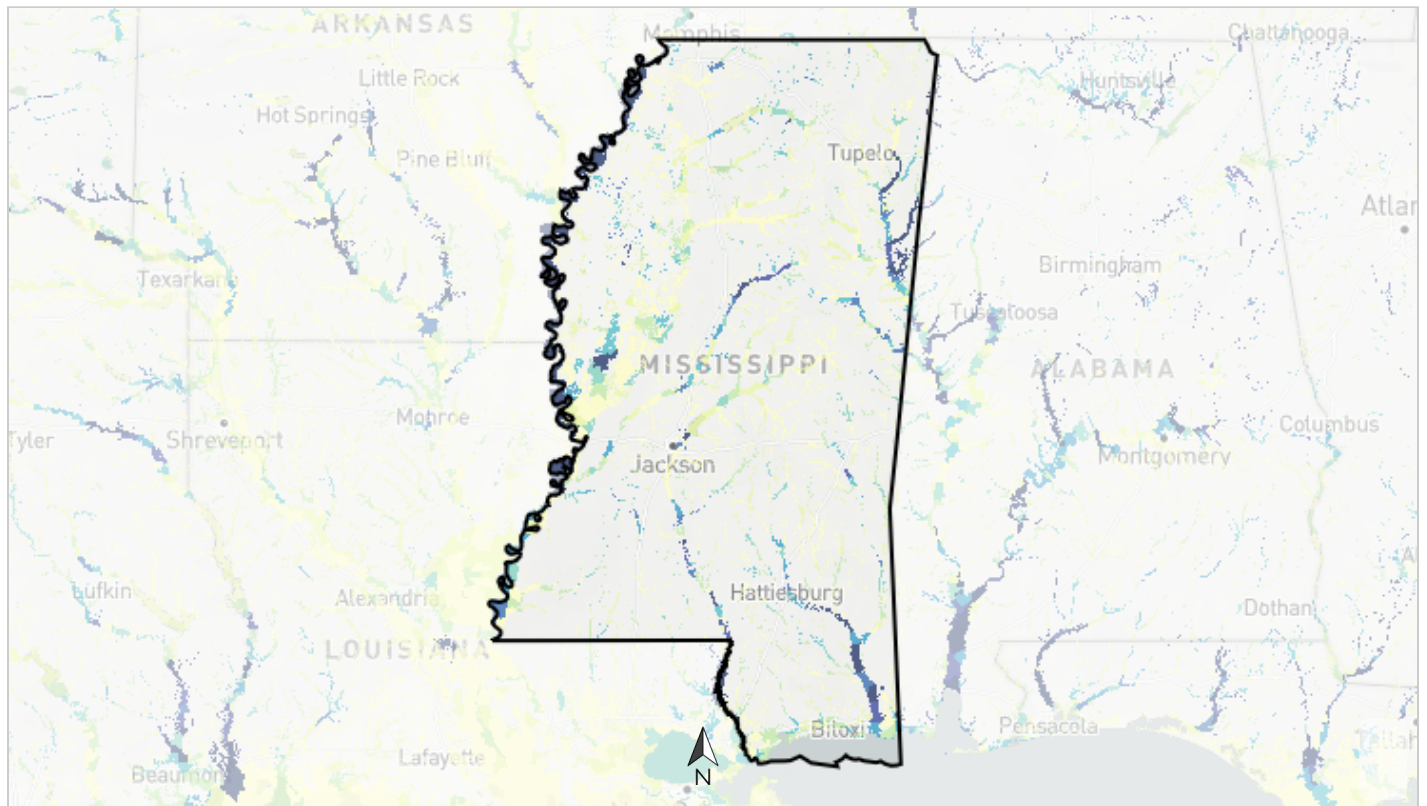 ARKANSAS
Memphis
Chattanooga
Little Rock
Huntsville
Hot Springs
Pine Bluff
Tupelo
Texarkana
Birmingham
Tuscaloosa
MISSISSIPPI
ALABAMA
Monroe
Columbus
Tyler
Shreveport
Montgomery
Jackson
Lufkin
Alexandria
Hattiesburg
Dothan
LOUISIANA
Biloxi
Pensacola
Lafayette
N
Beaumont